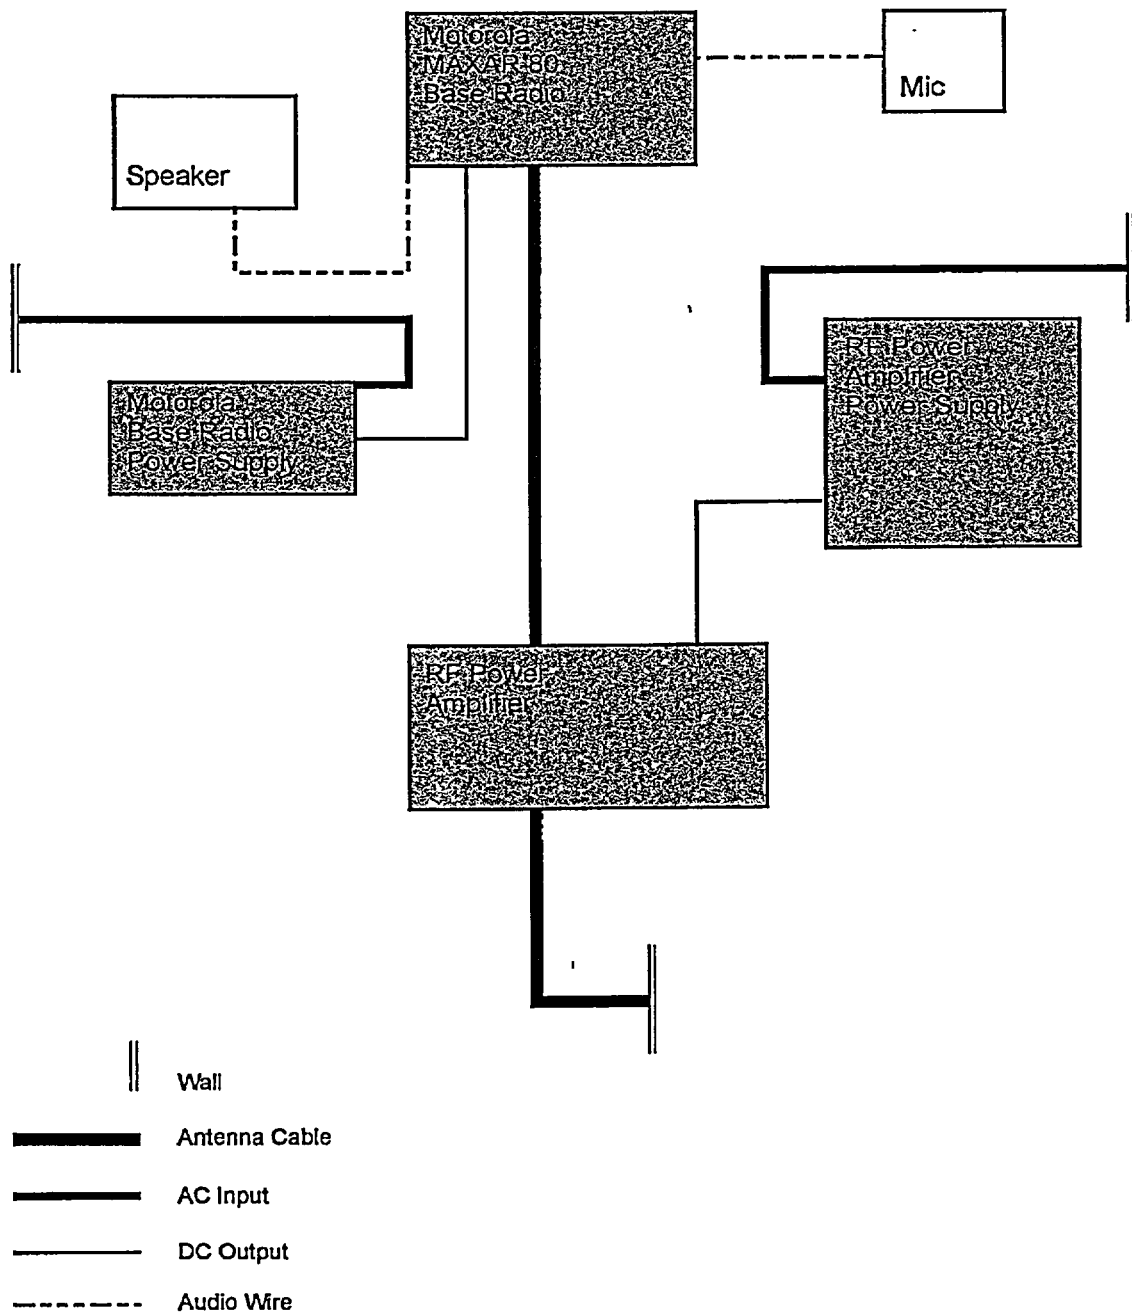 Motorola
MAXAR 80
Base Radio
Mic
Speaker
RF Power
Amplifier
Power Supply
Motorola
Base Radio
Power Supply
RF Power
Amplifier
Wall
Antenna Cable
AC Input
DC Output
Audio Wire